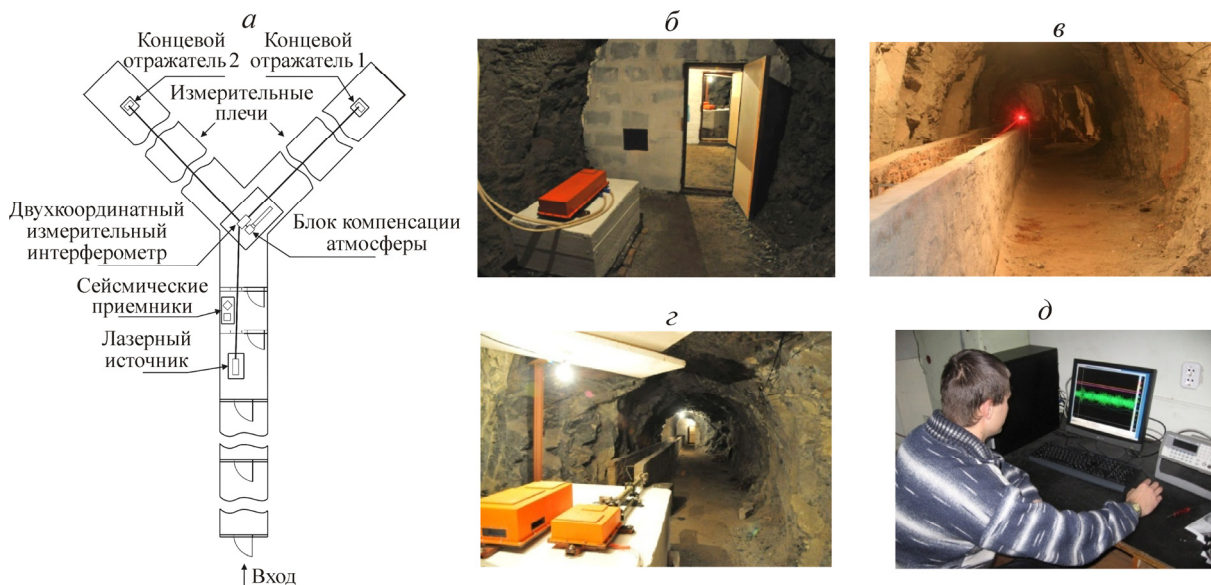 а
б
в
Концевой
отражатель 2
Концевой
отражатель 1
Измерительные
плечи
Двухкоординатный
измерительный
интерферометр
Блок компенсации
атмосферы
Сейсмические
приемники
Лазерный
источник
Вход
г
д